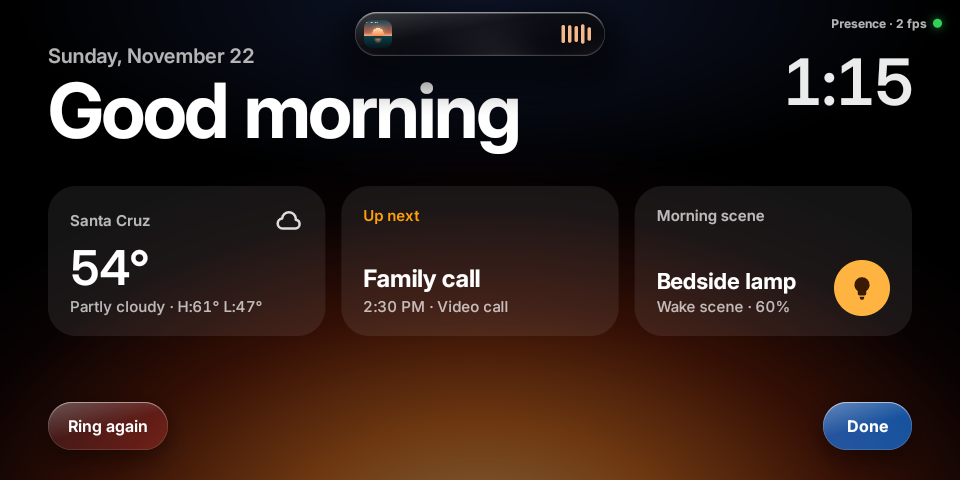 Presence · 2 fps
Sunday, November 22
Good morning
1:15
Santa Cruz
54°
Partly cloudy · H:61° L:47°
Up next
Family call
2:30 PM · Video call
Morning scene
Bedside lamp
Wake scene · 60%
Ring again
Done